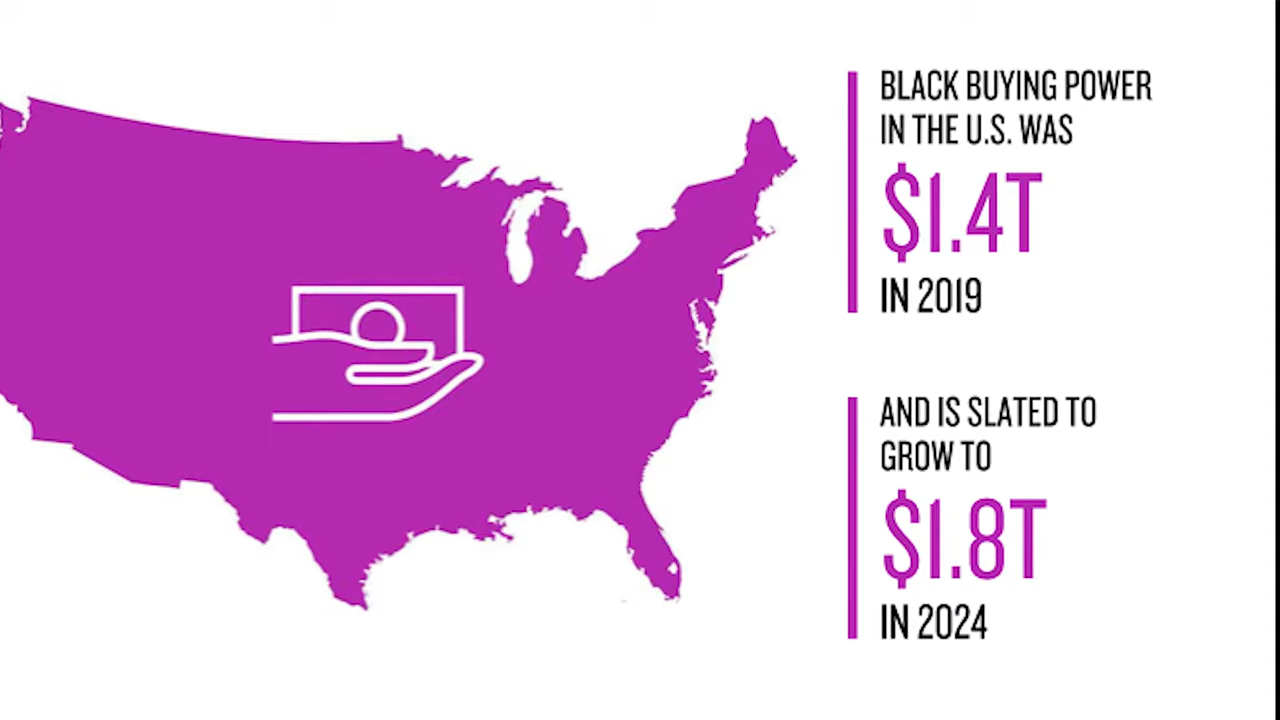 BLACK BUYING POWER
IN THE U.S. WAS
$1.4T
IN 2019
AND IS SLATED TO
GROW TO
$1.8T
IN 2024